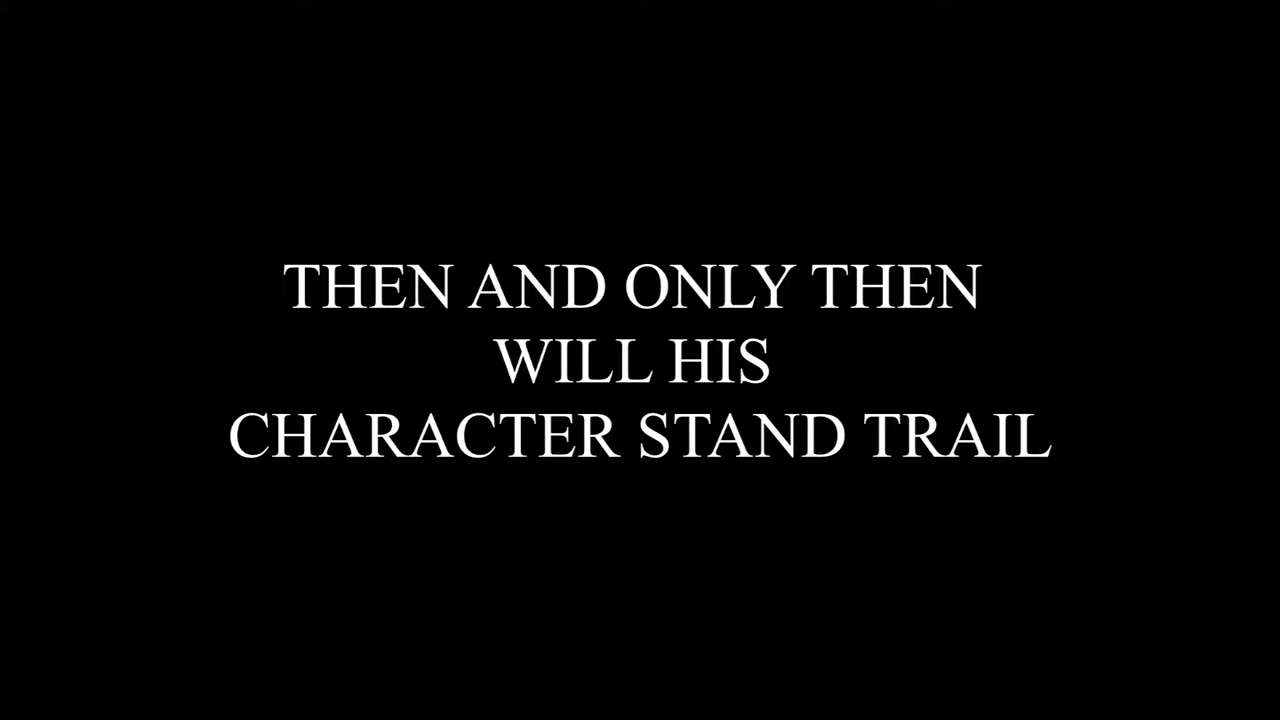 THEN AND ONLY THEN
WILL HIS
CHARACTER STAND TRAIL